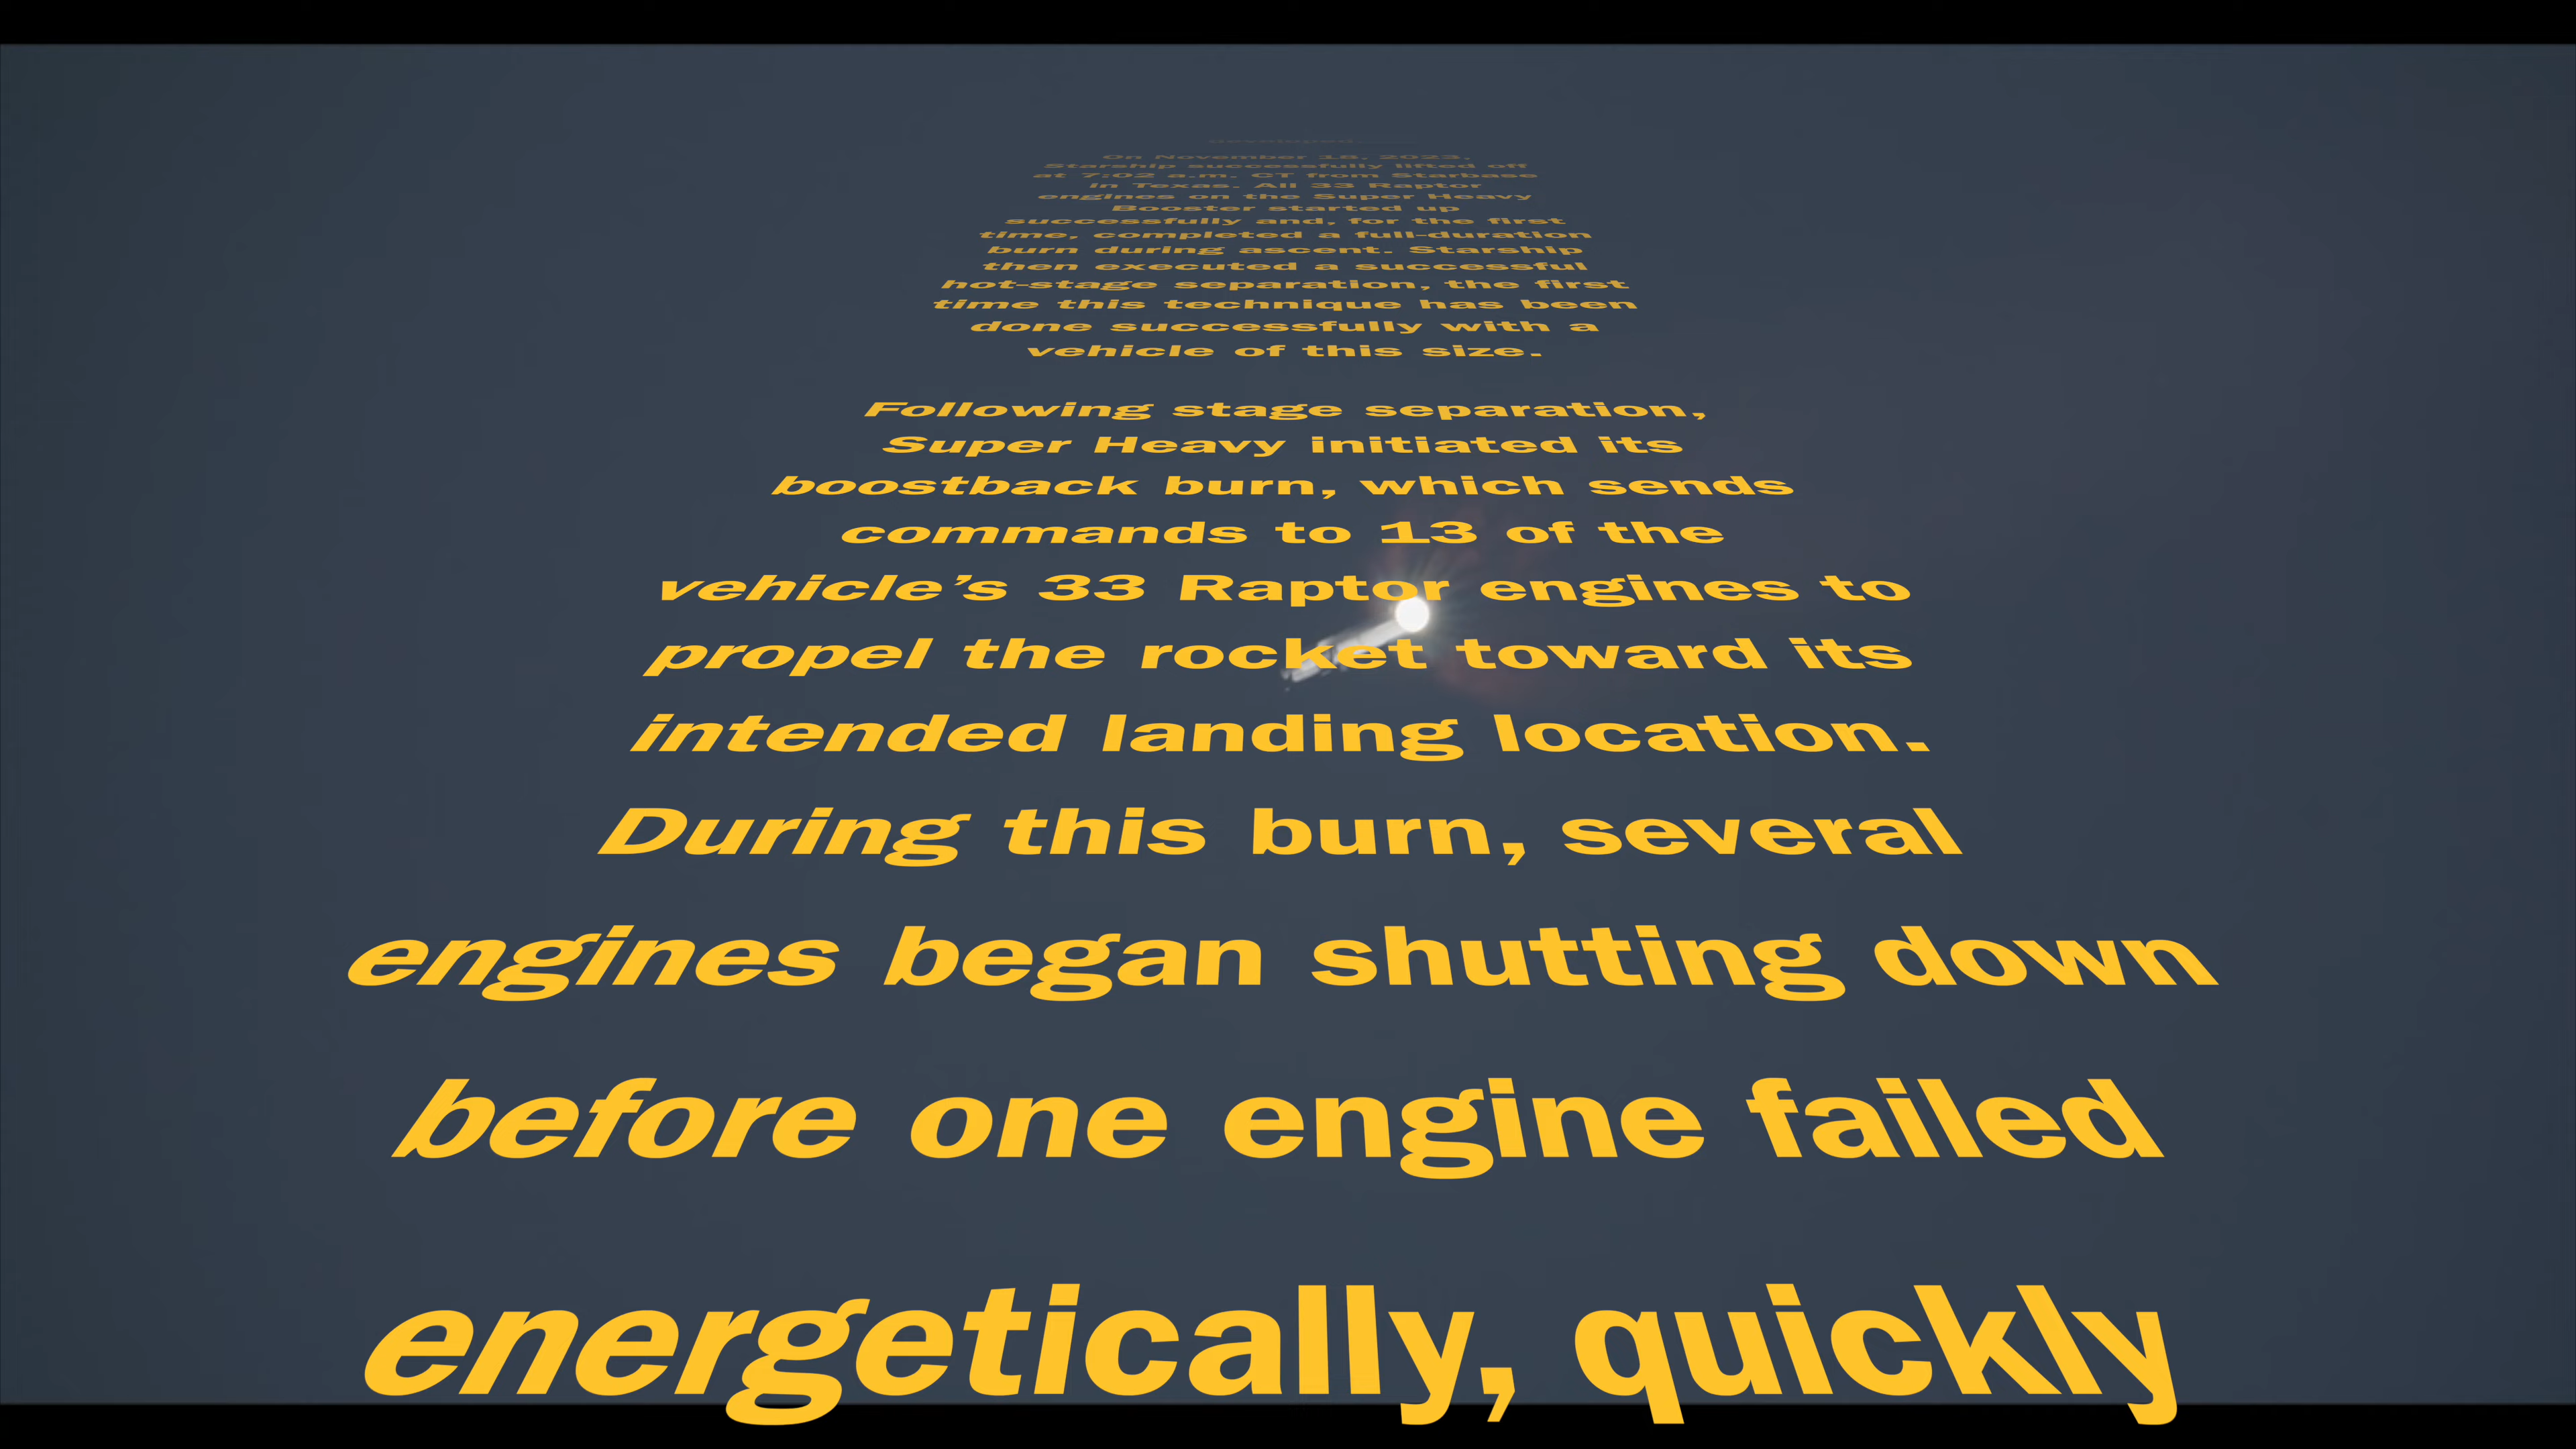 developed
On November 18, 2023,
Starship successfully lifted off
at 7:02 a.m. CT from Starbase
in Texas. All 33 Raptor
engines on the Super Heavy
Booster started up
successfully and, for the first
time, completed a full-duration
burn during ascent. Starship
then executed a successful
hot-stage separation, the first
time this technique has been
done successfully with a
vehicle of this size.
Following stage separation,
Super Heavy initiated its
boostback burn, which sends
commands to 13 of the
vehicle’s 33 Raptor engines to
propel the rocket toward its
intended landing location.
During this burn, several
engines began shutting down
before one engine failed
energetically, quickly